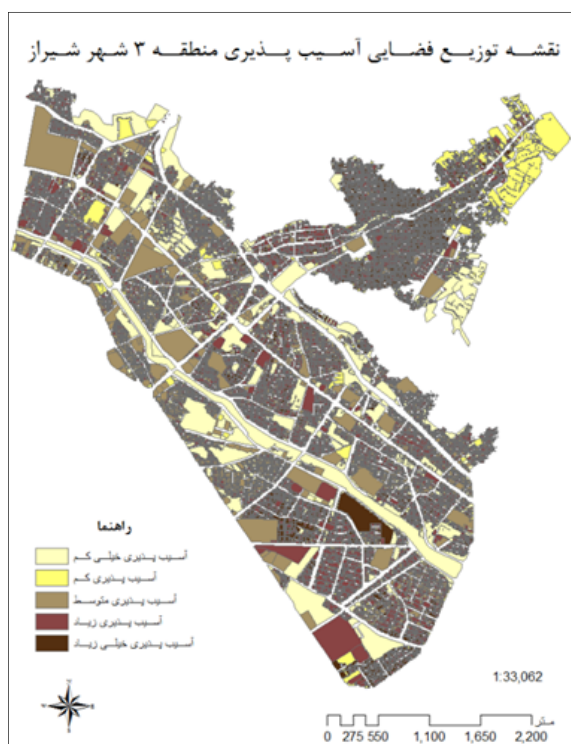 نقشه توزیع فضایی آسیب پذیری منطقه ۳ شهر شیراز
راهنما
آسیب پذیری خیلی کم
آسیب پذیری کم
آسیب پذیری متوسط
آسیب پذیری زیاد
آسیب پذیری خیلی زیاد
1:33,062
متر
0 275 550 1,100 1,650 2,200